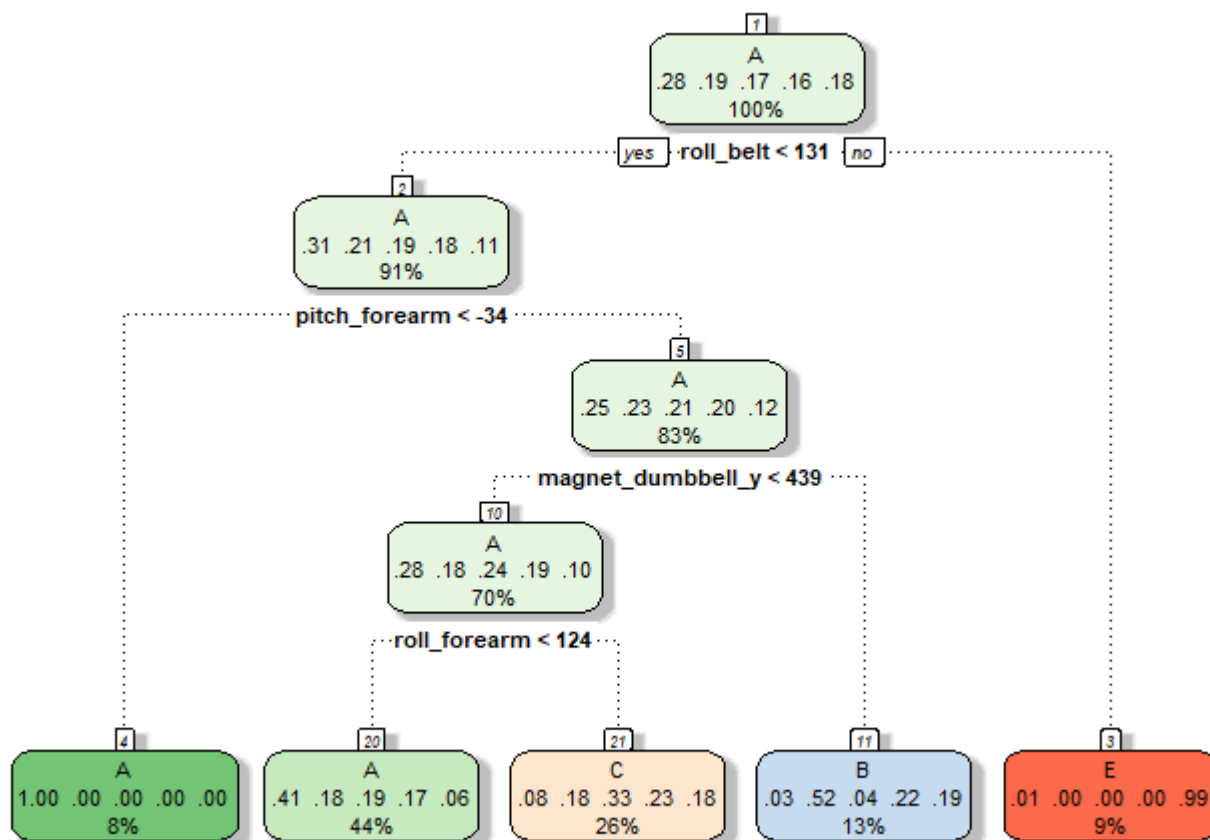 1
A
.28 .19 .17 .16 .18
100%
yes roll_belt < 131 no
2
A
.31 .21 .19 .18 .11
91%
pitch_forearm < -34
5
A
.25 .23 .21 .20 .12
83%
magnet_dumbbell_y < 439
10
A
.28 .18 .24 .19 .10
70%
roll_forearm < 124
4
A
1.00 .00 .00 .00 .00
8%
20
A
.41 .18 .19 .17 .06
44%
21
C
.08 .18 .33 .23 .18
26%
11
B
.03 .52 .04 .22 .19
13%
3
E
.01 .00 .00 .00 .99
9%